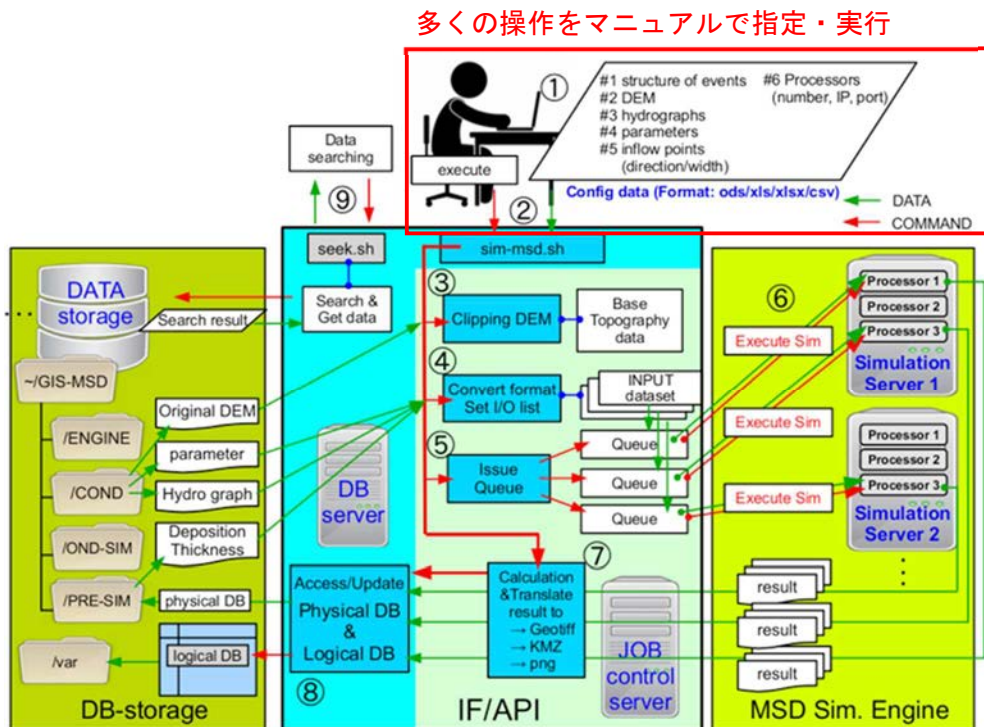 多くの操作をマニュアルで指定・実行
①
#1 structure of events
#2 DEM
#3 hydrographs
#4 parameters
#5 inflow points
(direction/width)
#6 Processors
(number, IP, port)
execute
Config data (Format: ods/xls/xlsx/csv)
DATA
COMMAND
②
Data
searching
⑨
seek.sh
sim-msd.sh
DATA
storage
Search result
Search &
Get data
③
Clipping DEM
Base
Topography
data
④
Convert format
Set I/O list
INPUT
dataset
⑤
Issue
Queue
Queue
Queue
Queue
⑥
Execute Sim
Execute Sim
Execute Sim
Processor 1
Processor 2
Processor 3
Simulation
Server 1
Processor 1
Processor 2
Processor 3
Simulation
Server 2
~/GIS-MSD
/ENGINE
/COND
/OND-SIM
/PRE-SIM
/var
Original DEM
parameter
Hydro graph
Deposition
Thickness
physical DB
logical DB
DB
server
Access/Update
Physical DB
&
Logical DB
⑧
⑦
Calculation
&Translate
result to
→ Geotiff
→ KMZ
→ png
JOB
control
server
result
result
result
DB-storage
IF/API
MSD Sim. Engine